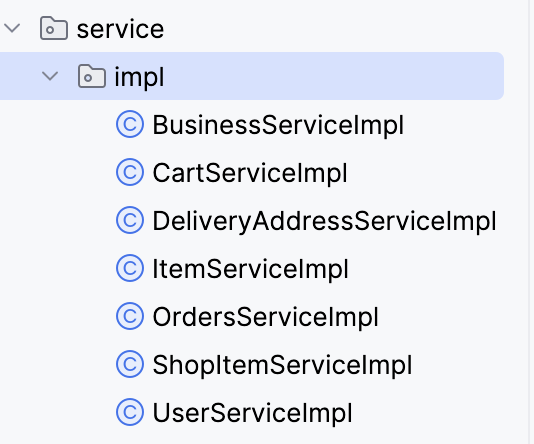 service
impl
C BusinessServiceImpl
C CartServiceImpl
C DeliveryAddressServiceImpl
C ItemServiceImpl
C OrdersServiceImpl
C ShopItemServiceImpl
C UserServiceImpl